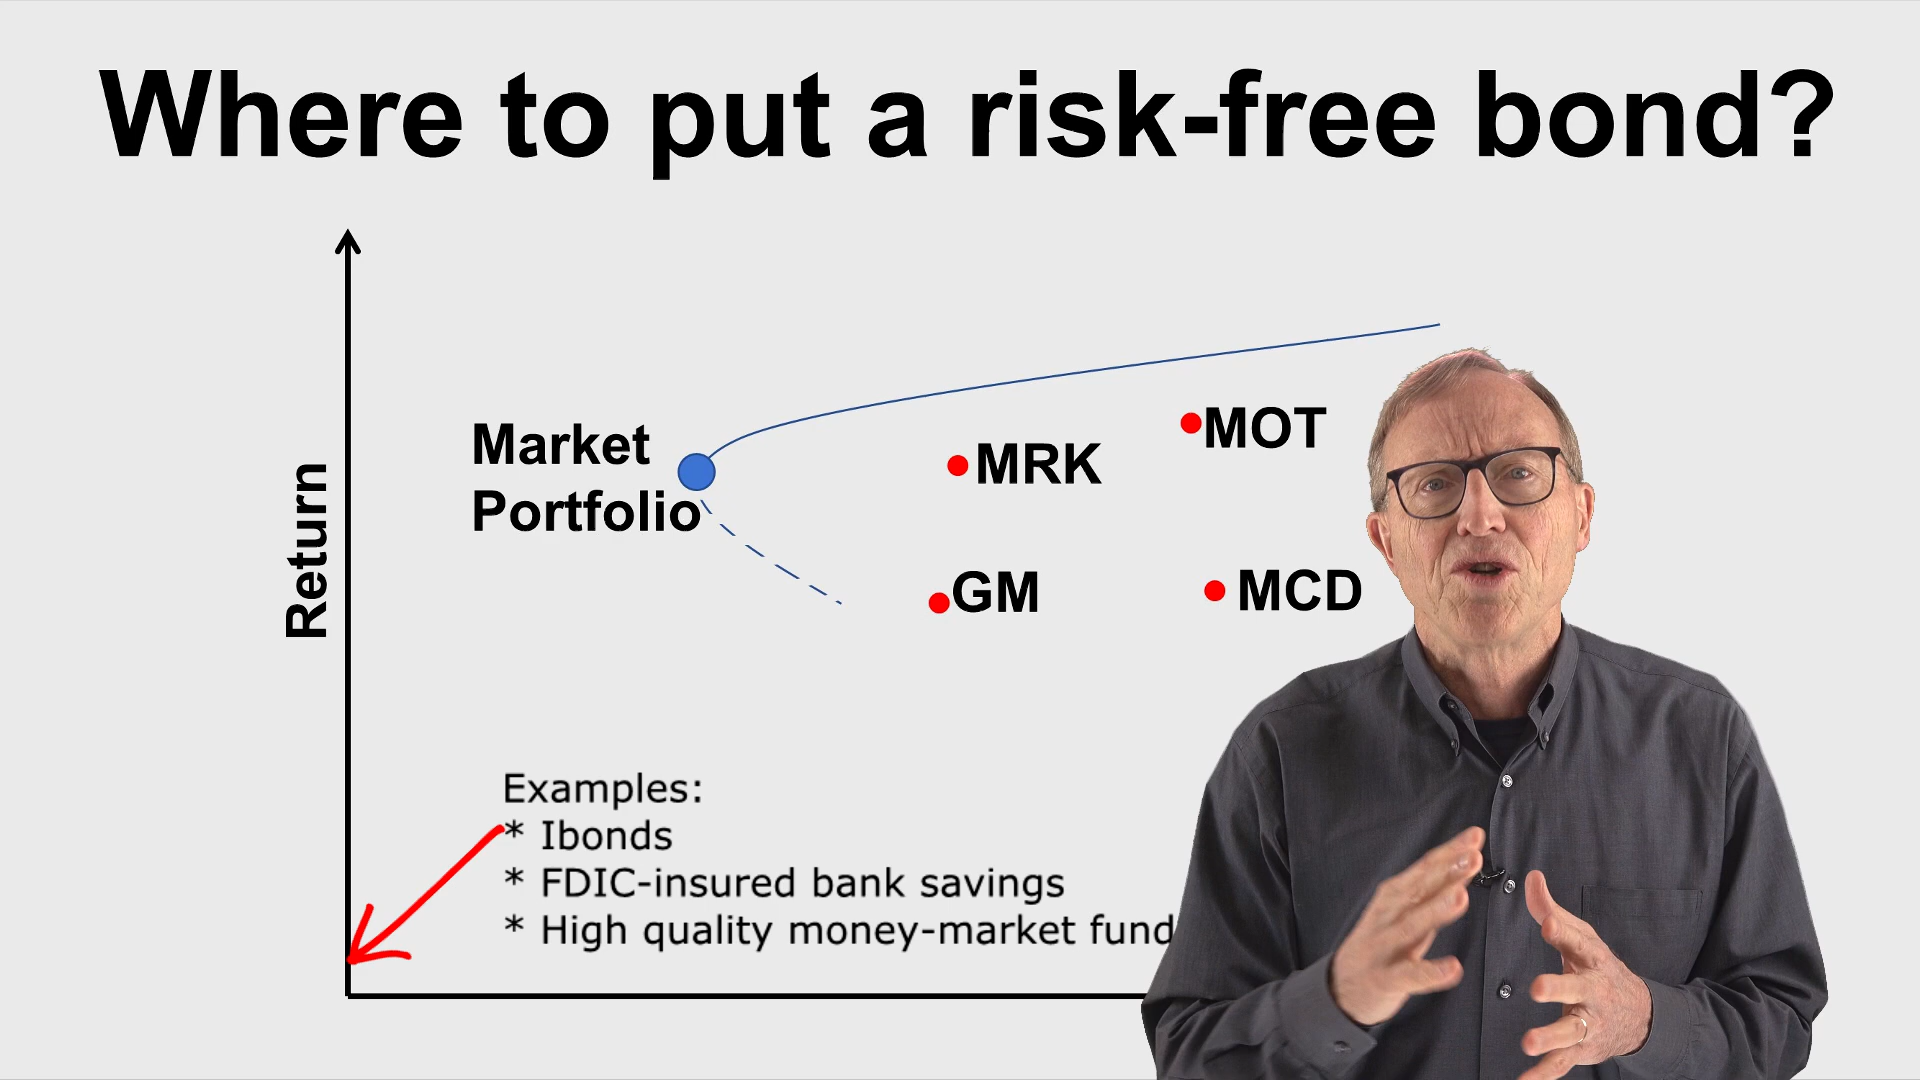 Where to put a risk-free bond?
Return
Market
Portfolio
MRK
MOT
GM
MCD
Examples:
* Ibonds
* FDIC-insured bank savings
* High quality money-market fund